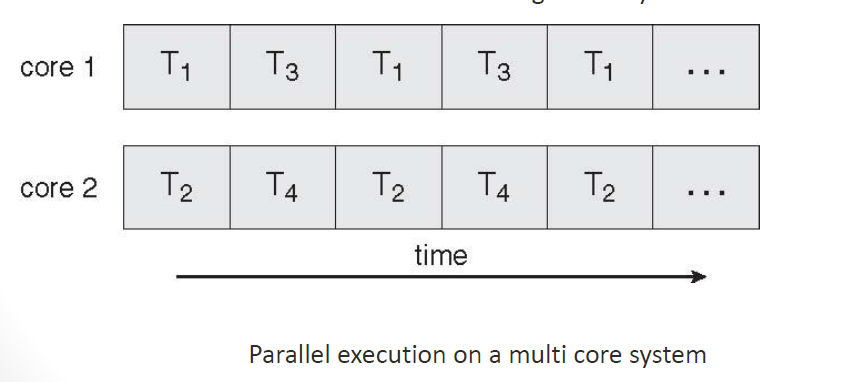 core 1 T₁ T₃ T₁ T₃ T₁ ...
core 2 T₂ T₄ T₂ T₄ T₂ ...
time
Parallel execution on a multi core system